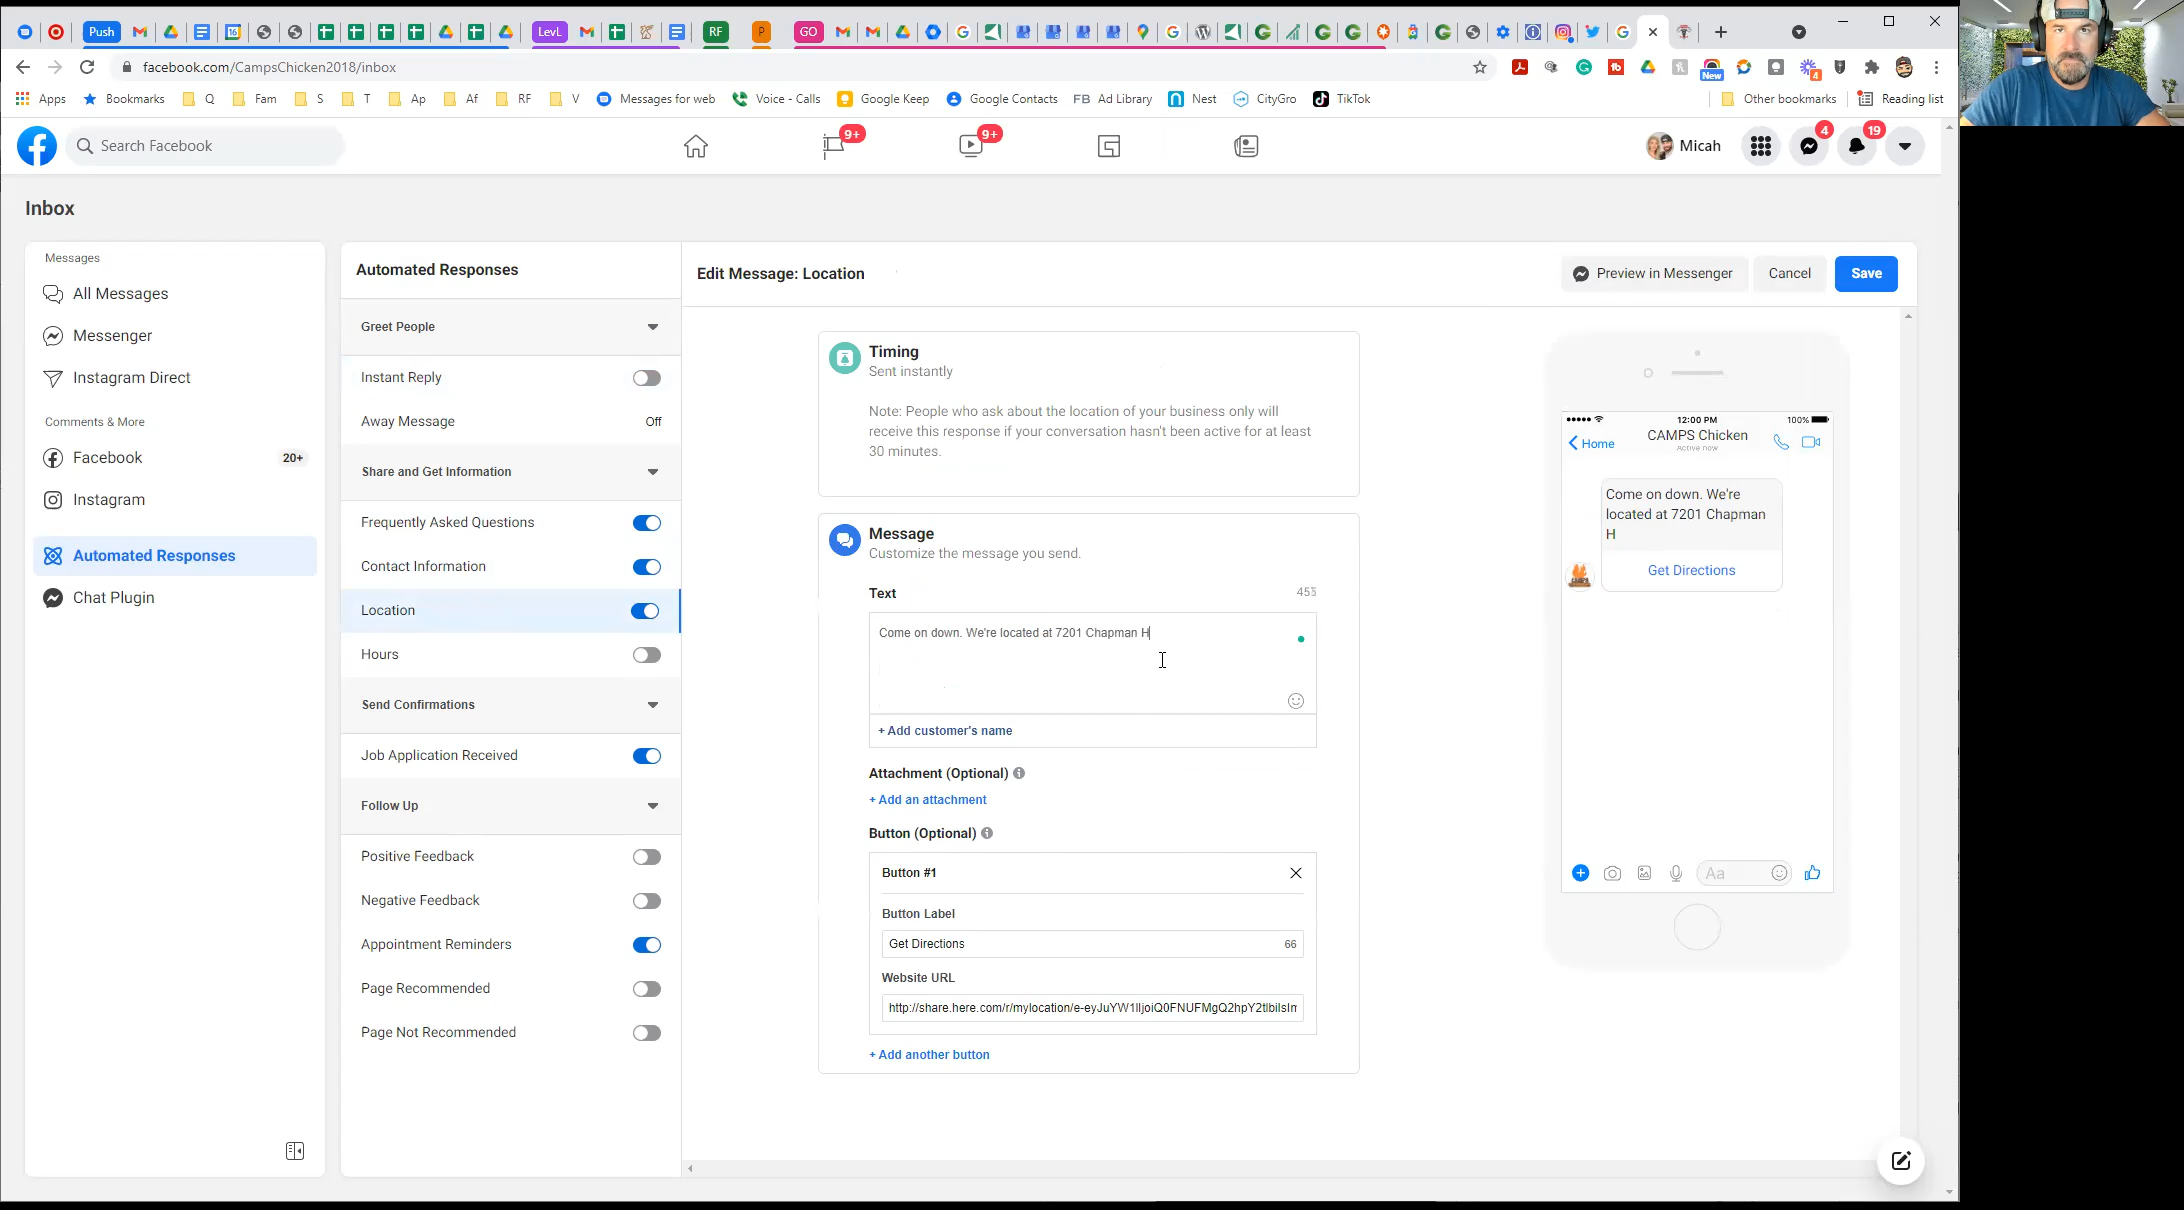 Push
LevL
RF
P
GO
facebook.com/CampsChicken2018/inbox
New
4
Apps
Bookmarks
Q
Fam
S
T
Ap
Af
RF
V
Messages for web
Voice - Calls
Google Keep
Google Contacts
FB Ad Library
Nest
CityGro
TikTok
Other bookmarks
Reading list
Search Facebook
9+
9+
Micah
4
19
Inbox
Messages
All Messages
Messenger
Instagram Direct
Comments & More
Facebook
20+
Instagram
Automated Responses
Chat Plugin
Automated Responses
Greet People
Instant Reply
Away Message
Off
Share and Get Information
Frequently Asked Questions
Contact Information
Location
Hours
Send Confirmations
Job Application Received
Follow Up
Positive Feedback
Negative Feedback
Appointment Reminders
Page Recommended
Page Not Recommended
Edit Message: Location
Preview in Messenger
Cancel
Save
Timing
Sent instantly
Note: People who ask about the location of your business only will
receive this response if your conversation hasn't been active for at least
30 minutes.
Message
Customize the message you send.
Text
Come on down. We're located at 7201 Chapman H
+ Add customer's name
Attachment (Optional)
+ Add an attachment
Button (Optional)
Button #1
Button Label
Get Directions
66
Website URL
+ Add another button
12:00 PM
100%
Home
CAMPS Chicken
Active now
Come on down. We're
located at 7201 Chapman
H
Get Directions
Aa